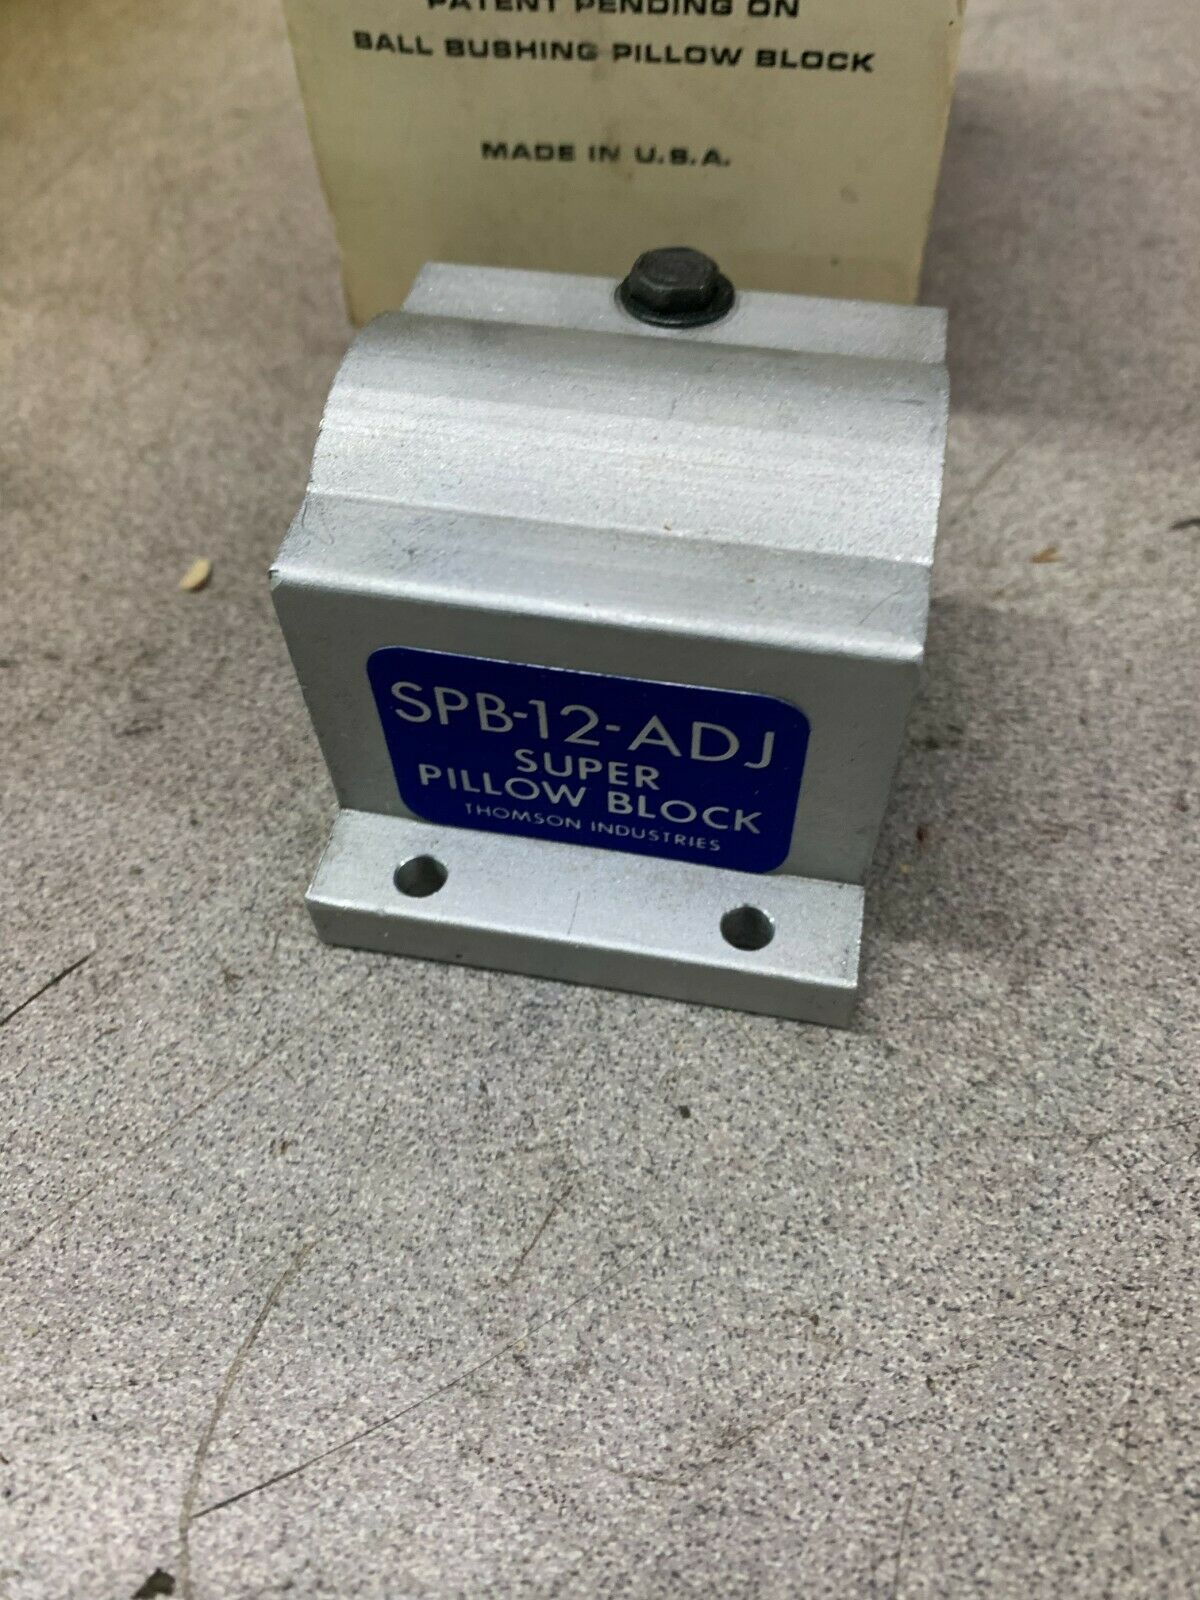 PATENT PENDING ON
BALL BUSHING PILLOW BLOCK
MADE IN U.S.A.
SPB-12-ADJ
SUPER
PILLOW BLOCK
THOMSON INDUSTRIES